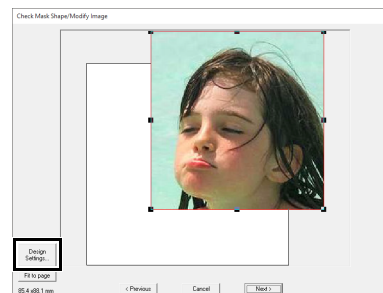 Check Mask Shape/Modify Image
Design
Settings...
Fit to page
85.4 x88.1 mm
< Previous
Cancel
Next >